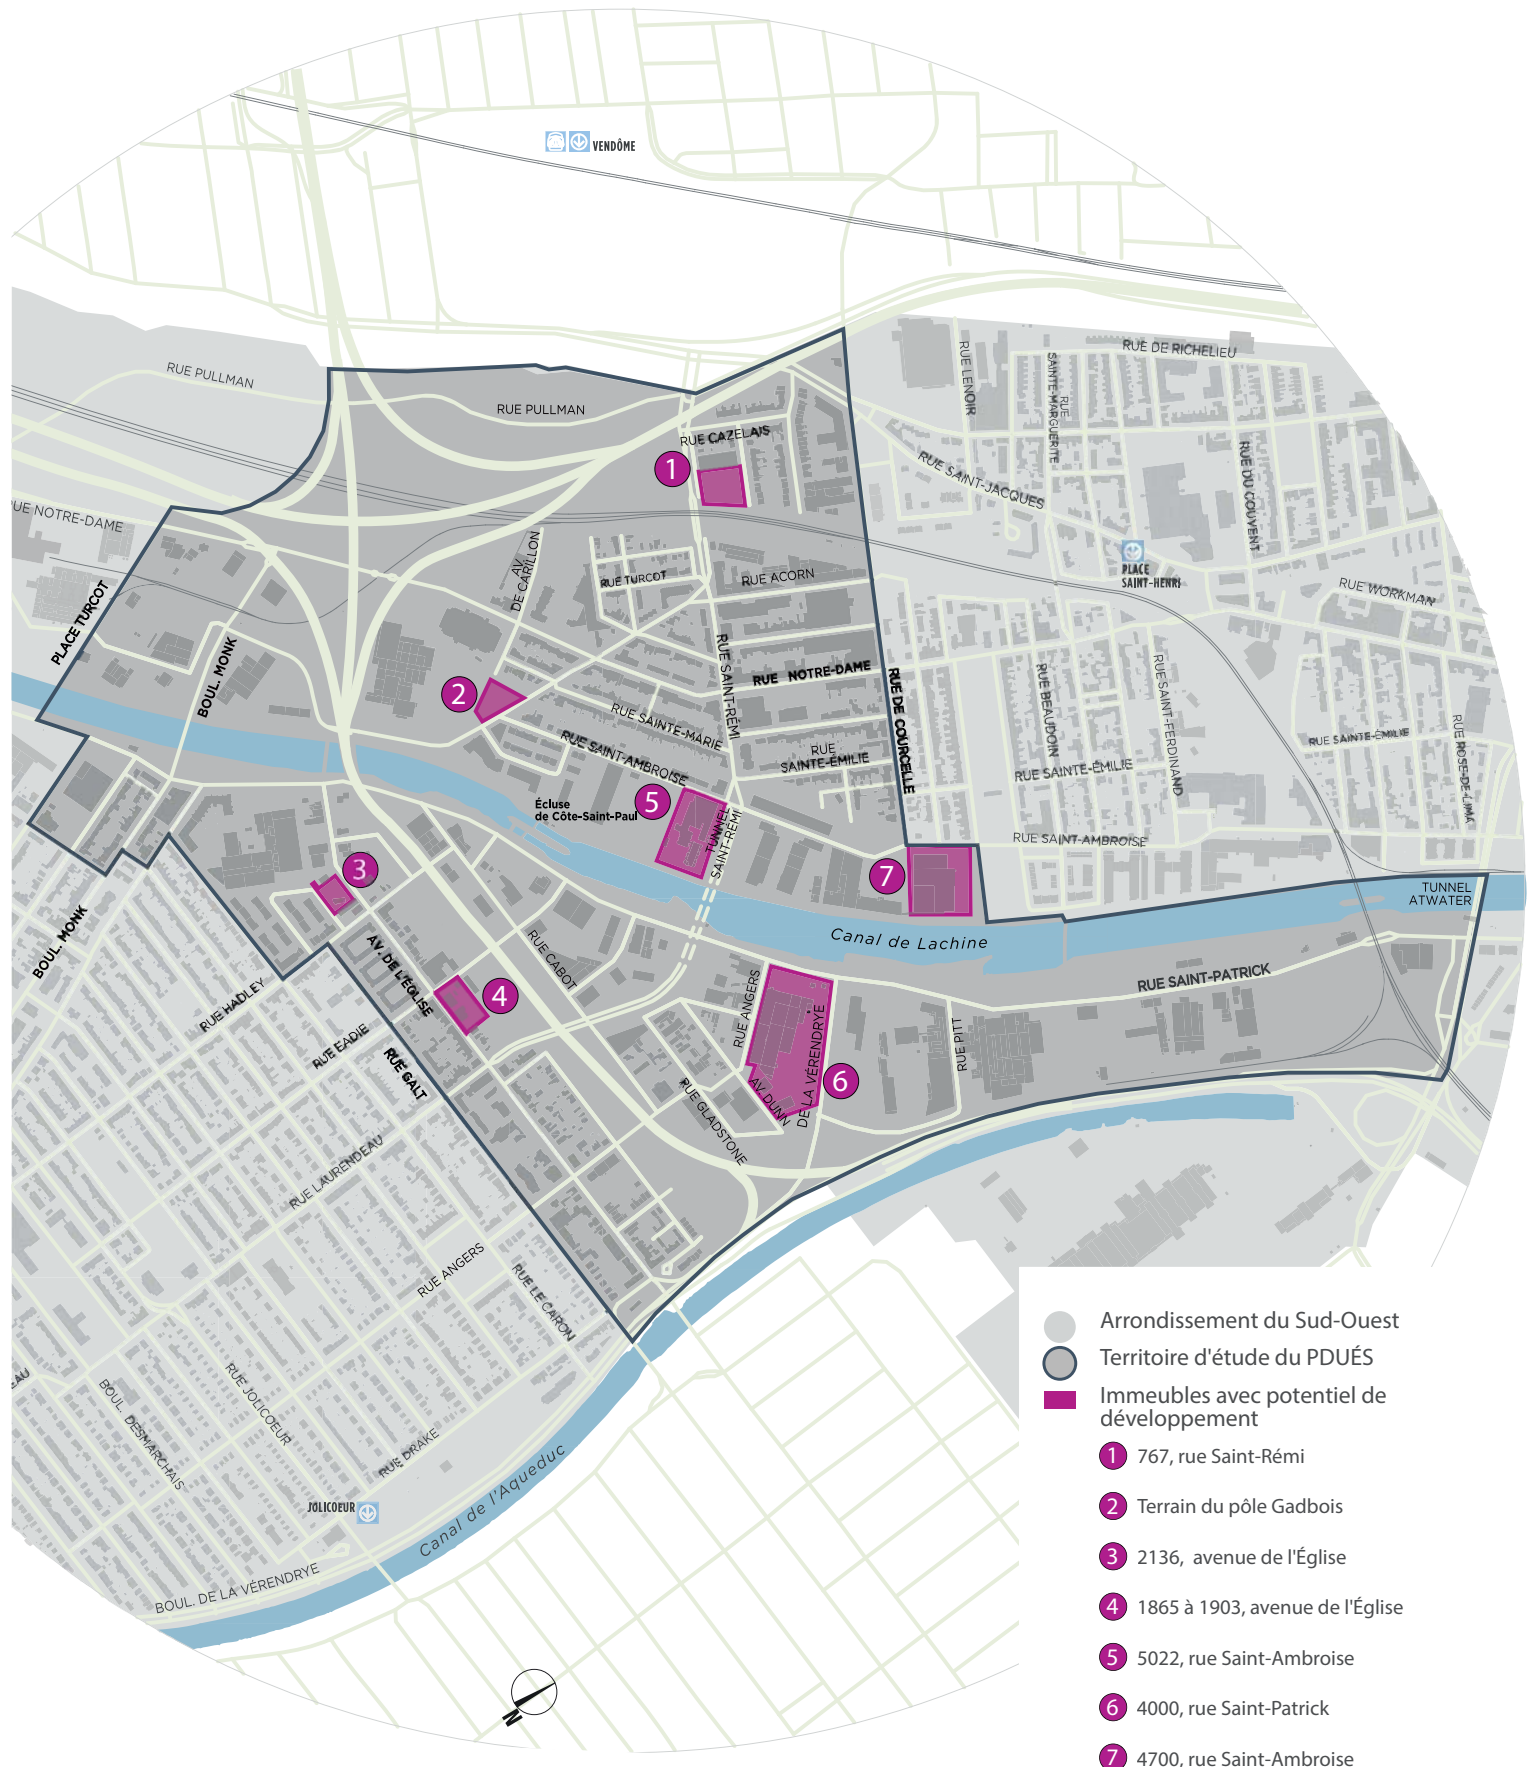 VENDÔME
RUE PULLMAN
RUE PULLMAN
RUE CAZELAIS
RUE LENOIR
RUE
SAINTE-MARGUERITE
RUE DE RICHELIEU
RUE SAINT-JACQUES
RUE DU COUVENT
1
UE NOTRE-DAME
AV.
DE CARILLON
RUE TURCOT
RUE ACORN
PLACE
SAINT-HENRI
RUE WORKMAN
PLACE TURCOT
BOUL. MONK
2
RUE SAINT-RÉMI
RUE NOTRE-DAME
RUE DE COURCELLE
RUE BEAUDOIN
RUE SAINT-FERDINAND
RUE SAINTE-MARIE
RUE SAINT-AMBROISE
RUE
SAINTE-ÉMILIE
RUE SAINTE-ÉMILIE
RUE SAINTE-ÉMILIE
RUE ROSE-DE-LIMA
Écluse
de Côte-Saint-Paul
5
TUNNEL
SAINT-RÉMI
RUE SAINT-AMBROISE
3
7
TUNNEL
ATWATER
BOUL. MONK
AV. DE L'ÉGLISE
RUE CABOT
Canal de Lachine
RUE SAINT-PATRICK
4
RUE HADLEY
RUE EADIE
RUE GALT
RUE ANGERS
RUE PITT
6
DE LA VÉRENDRYE
AV. DUNN
RUE GLADSTONE
RUE LAURENDEAU
RUE ANGERS
RUE LE CARON
EAU
BOUL. DESMARCHAIS
RUE JOLICOEUR
RUE DRAKE
JOLICOEUR
Canal de l'Aqueduc
BOUL. DE LA VÉRENDRYE
N
Arrondissement du Sud-Ouest
Territoire d'étude du PDUÉS
Immeubles avec potentiel de
développement
1 767, rue Saint-Rémi
2 Terrain du pôle Gadbois
3 2136, avenue de l'Église
4 1865 à 1903, avenue de l'Église
5 5022, rue Saint-Ambroise
6 4000, rue Saint-Patrick
7 4700, rue Saint-Ambroise